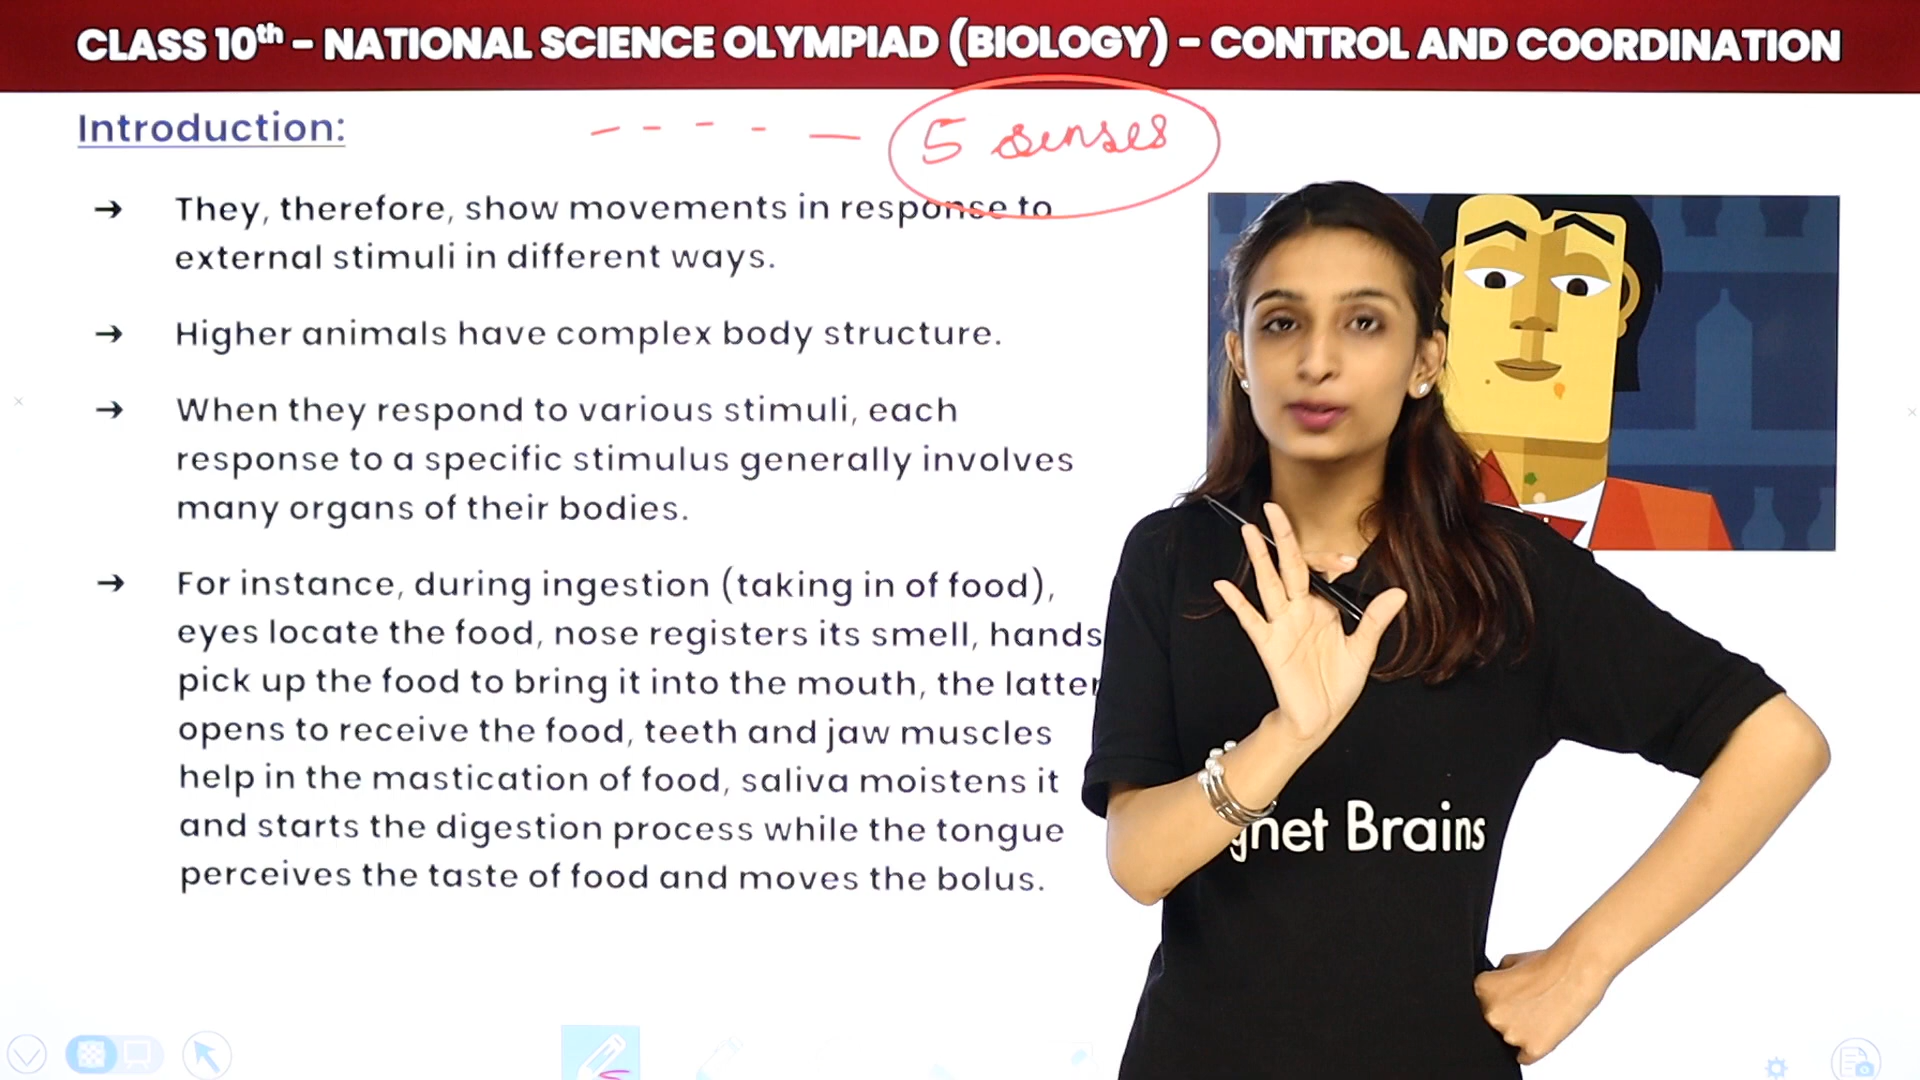 CLASS 10th - NATIONAL SCIENCE OLYMPIAD (BIOLOGY) - CONTROL AND COORDINATION
Introduction:
5 senses
→ They, therefore, show movements in response to
external stimuli in different ways.
→ Higher animals have complex body structure.
→ When they respond to various stimuli, each
response to a specific stimulus generally involves
many organs of their bodies.
→ For instance, during ingestion (taking in of food),
eyes locate the food, nose registers its smell, hands
pick up the food to bring it into the mouth, the latter
opens to receive the food, teeth and jaw muscles
help in the mastication of food, saliva moistens it
and starts the digestion process while the tongue
perceives the taste of food and moves the bolus.
gnet Brains